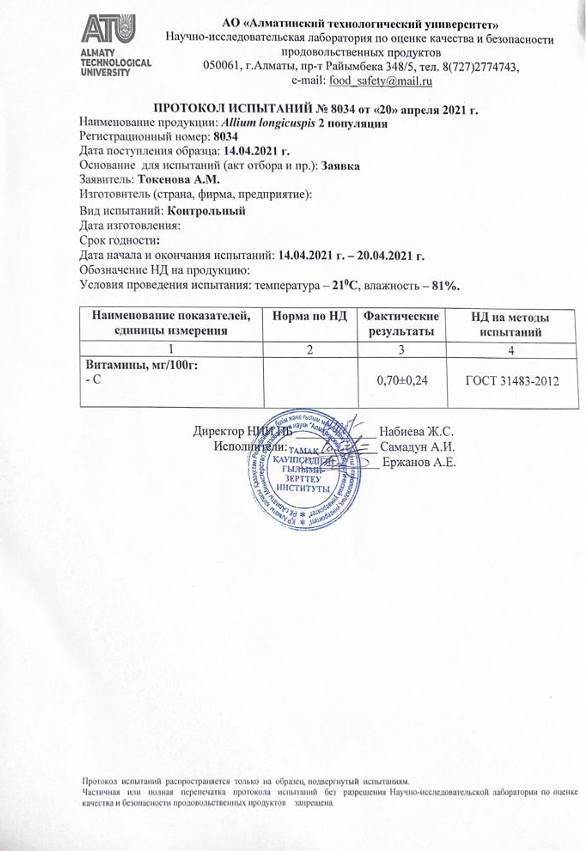 ATU
ALMATY
TECHNOLOGICAL
UNIVERSITY
АО «Алматинский технологический университет»
Научно-исследовательская лаборатория по оценке качества и безопасности
продовольственных продуктов
050061, г.Алматы, пр-т Райымбека 348/5, тел. 8(727)2774743,
e-mail: food_safety@mail.ru
ПРОТОКОЛ ИСПЫТАНИЙ № 8034 от «20» апреля 2021 г.
Наименование продукции: Allium longicuspis 2 популяция
Регистрационный номер: 8034
Дата поступления образца: 14.04.2021 г.
Основание для испытаний (акт отбора и пр.): Заявка
Заявитель: Токенова А.М.
Изготовитель (страна, фирма, предприятие):
Вид испытаний: Контрольный
Дата изготовления:
Срок годности:
Дата начала и окончания испытаний: 14.04.2021 г. – 20.04.2021 г.
Обозначение НД на продукцию:
Условия проведения испытания: температура – 21⁰С, влажность – 81%.
Наименование показателей, единицы измерения Норма по НД Фактические результаты НД на методы испытаний
1 2 3 4
Витамины, мг/100г:
- С 0,70±0,24 ГОСТ 31483-2012
Директор НИИ ПБ Набиева Ж.С.
Исполнители: Самадун А.И.
Ержанов А.Е.
ТАМАҚ
ҚАУІПСІЗДІГІ
ҒЫЛЫМИ-
ЗЕРТТЕУ
ИНСТИТУТЫ
Протокол испытаний распространяется только на образец, подвергнутый испытаниям.
Частичная или полная перепечатка протокола испытаний без разрешения Научно-исследовательской лаборатории по оценке
качества и безопасности продовольственных продуктов запрещена.